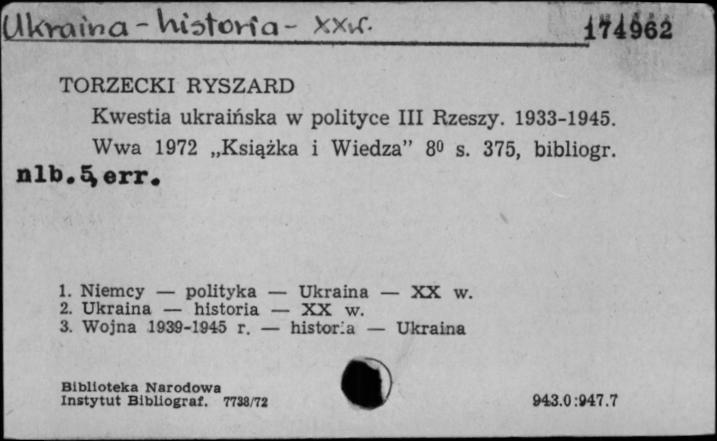 Ukraina - historia - XXw.
174962
TORZECKI RYSZARD
Kwestia ukraińska w polityce III Rzeszy. 1933-1945.
Wwa 1972 „Książka i Wiedza” 8⁰ s. 375, bibliogr.
nlb.5, err.
1. Niemcy — polityka — Ukraina — XX w.
2. Ukraina — historia — XX w.
3. Wojna 1939-1945 r. — historia — Ukraina
Biblioteka Narodowa
Instytut Bibliograf. 7738/72
943.0:947.7